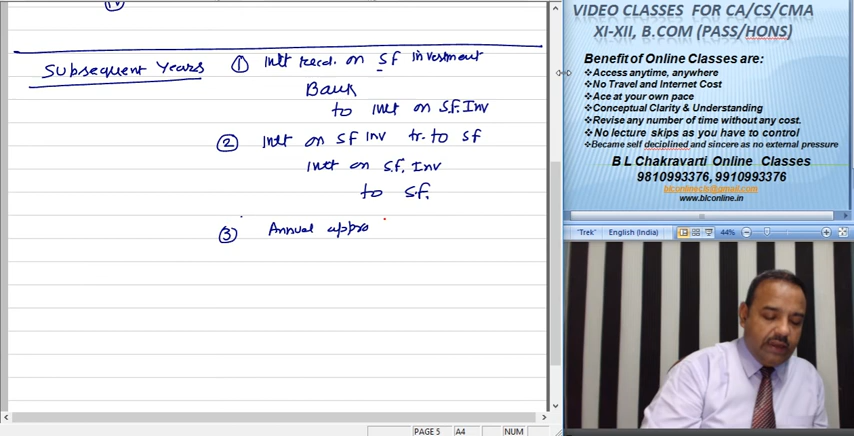 (iv)
Subsequent Years ① Intt recd. on SF investment
Bank
to Intt on S.F. Inv
② Intt on SF Inv tr. to SF
Intt on S.F. Inv
to S.F.
③ Annual appro
PAGE 5 A4 NUM
VIDEO CLASSES FOR CA/CS/CMA
XI-XII, B.COM (PASS/HONS)
Benefit of Online Classes are:
❖Access anytime, anywhere
❖No Travel and Internet Cost
❖Ace at your own pace
❖Conceptual Clarity & Understanding
❖Revise any number of time without any cost.
❖No lecture skips as you have to control
❖Became self deciplined and sincere as no external pressure
B L Chakravarti Online Classes
9810993376, 9910993376
blconlinecls@gmail.com
www.blconline.in
"Trek" English (India) 44%